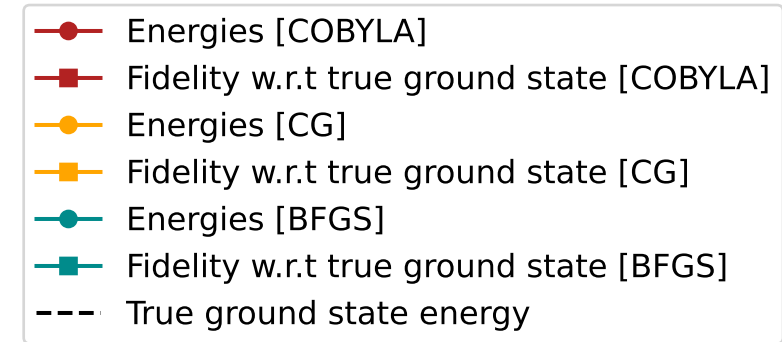 Energies [COBYLA]
Fidelity w.r.t true ground state [COBYLA]
Energies [CG]
Fidelity w.r.t true ground state [CG]
Energies [BFGS]
Fidelity w.r.t true ground state [BFGS]
True ground state energy